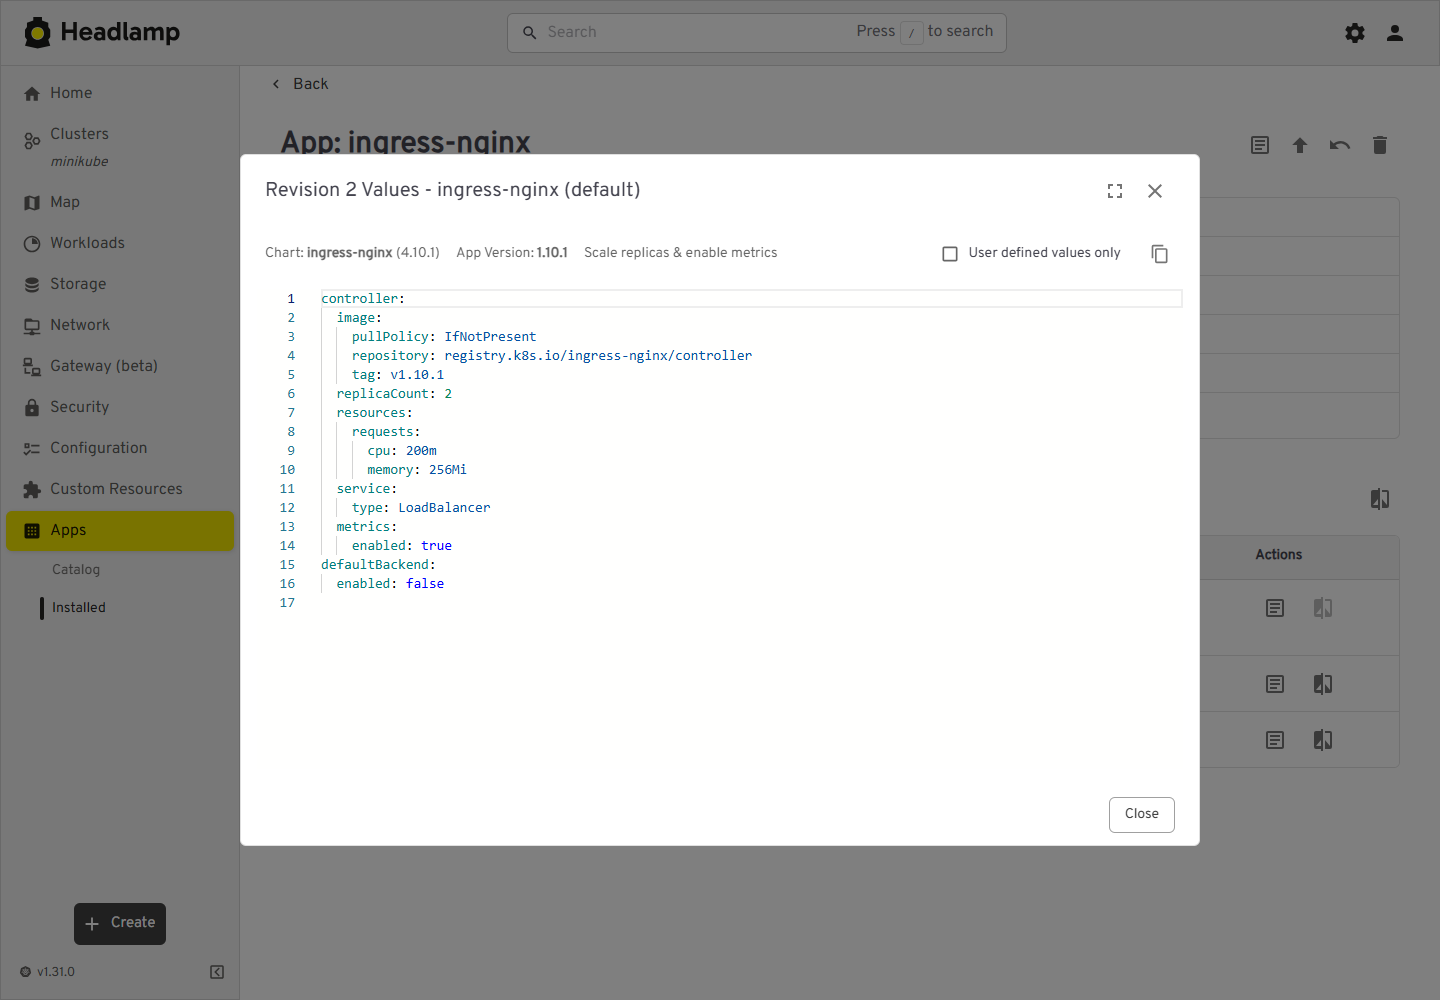 Headlamp
Search
Press / to search
Home
Clusters
minikube
Map
Workloads
Storage
Network
Gateway (beta)
Security
Configuration
Custom Resources
Apps
Catalog
Installed
Create
v1.31.0
Back
App: ingress-nginx
Actions
Revision 2 Values - ingress-nginx (default)
Chart: ingress-nginx (4.10.1) App Version: 1.10.1 Scale replicas & enable metrics
User defined values only
1 controller:
2   image:
3     pullPolicy: IfNotPresent
4     repository: registry.k8s.io/ingress-nginx/controller
5     tag: v1.10.1
6   replicaCount: 2
7   resources:
8     requests:
9       cpu: 200m
10       memory: 256Mi
11   service:
12     type: LoadBalancer
13   metrics:
14     enabled: true
15 defaultBackend:
16   enabled: false
17
Close